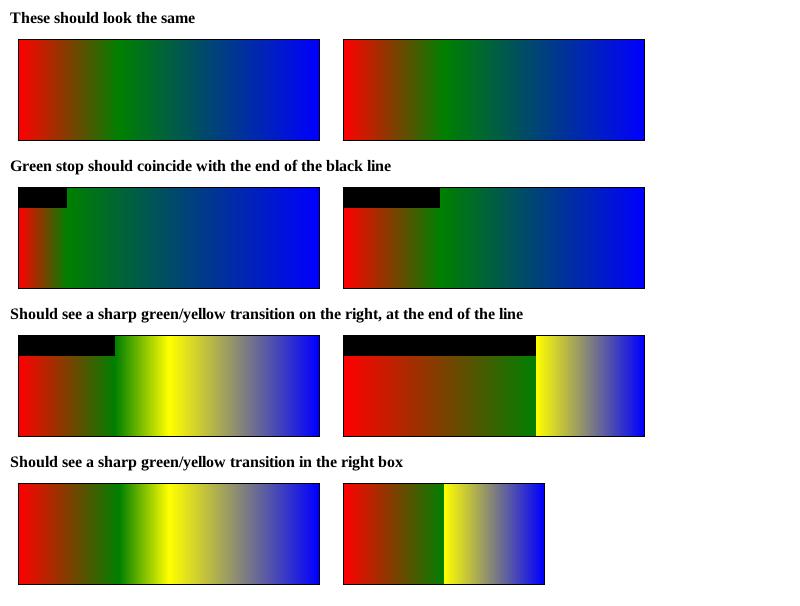 These should look the same
Green stop should coincide with the end of the black line
Should see a sharp green/yellow transition on the right, at the end of the line
Should see a sharp green/yellow transition in the right box